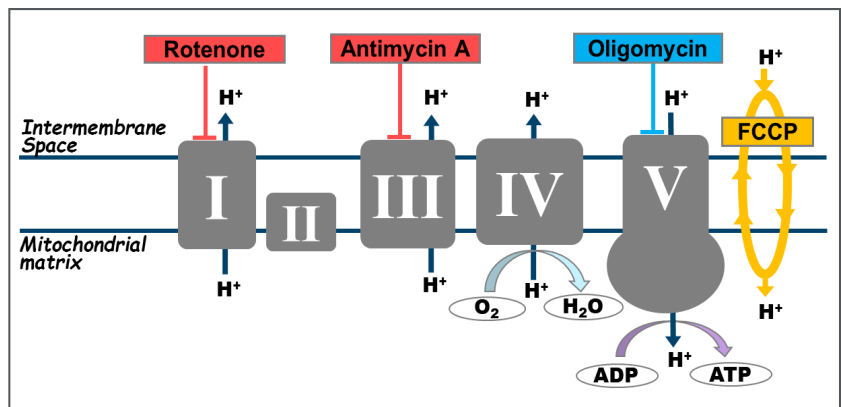 Rotenone
Antimycin A
Oligomycin
H⁺
H⁺
H⁺
H⁺
H⁺
Intermembrane
Space
FCCP
I
II
III
IV
V
Mitochondrial
matrix
H⁺
H⁺
H⁺
H⁺
O₂
H₂O
H⁺
ADP
ATP